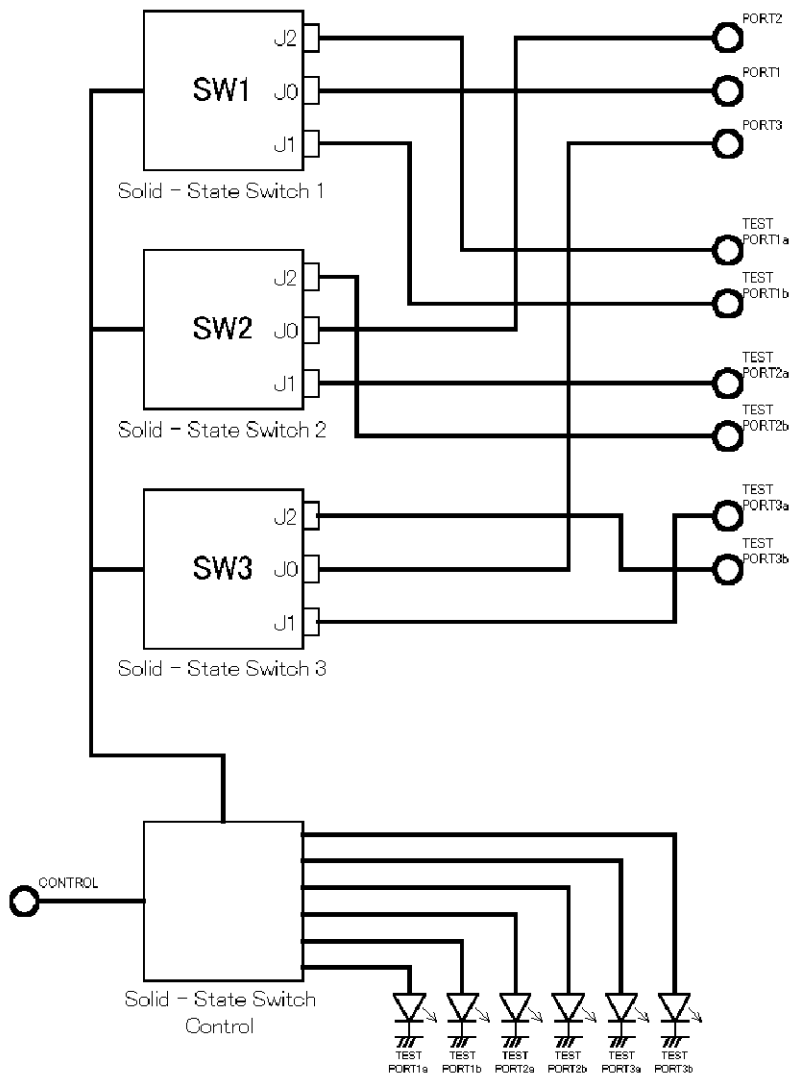 J2
SW1
J0
J1
Solid - State Switch 1
PORT2
PORT1
PORT3
TEST
PORT1a
TEST
PORT1b
J2
SW2
J0
J1
Solid - State Switch 2
TEST
PORT2a
TEST
PORT2b
J2
SW3
J0
J1
Solid - State Switch 3
TEST
PORT3a
TEST
PORT3b
CONTROL
Solid - State Switch
Control
TEST
PORT1a
TEST
PORT1b
TEST
PORT2a
TEST
PORT2b
TEST
PORT3a
TEST
PORT3b